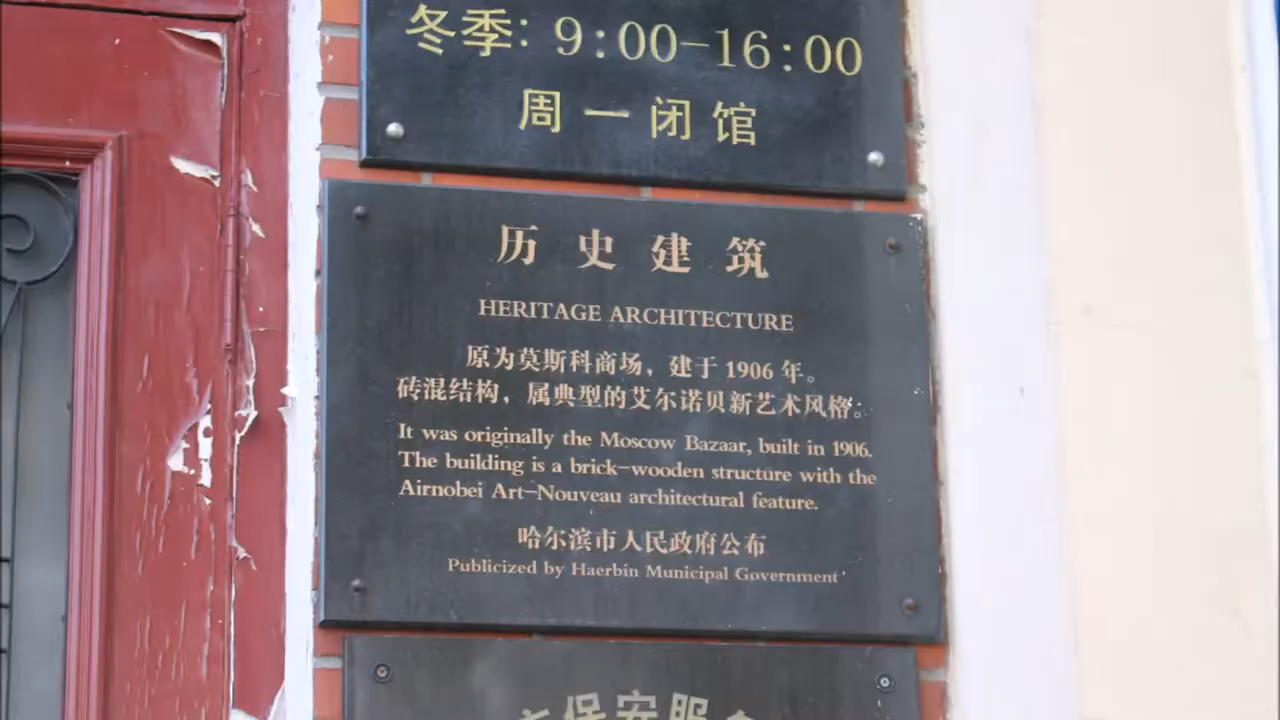 冬季: 9:00-16:00
周一闭馆
历史建筑
HERITAGE ARCHITECTURE
原为莫斯科商场，建于 1906 年。
砖混结构，属典型的艾尔诺贝新艺术风格。
It was originally the Moscow Bazaar, built in 1906.
The building is a brick-wooden structure with the
Airnobei Art-Nouveau architectural feature.
哈尔滨市人民政府公布
Publicized by Haerbin Municipal Government
保安服